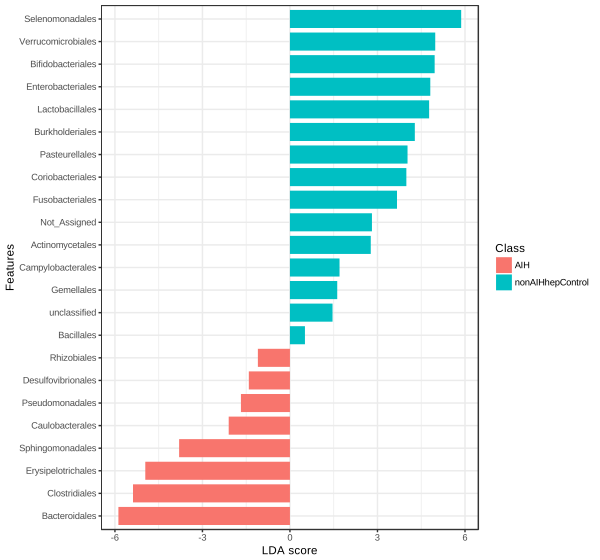 Selenomonadales
Verrucomicrobiales
Bifidobacteriales
Enterobacteriales
Lactobacillales
Burkholderiales
Pasteurellales
Coriobacteriales
Fusobacteriales
Not_Assigned
Actinomycetales
Campylobacterales
Gemellales
unclassified
Bacillales
Rhizobiales
Desulfovibrionales
Pseudomonadales
Caulobacterales
Sphingomonadales
Erysipelotrichales
Clostridiales
Bacteroidales
Features
-6 -3 0 3 6
LDA score
Class
AIH
nonAIHhepControl